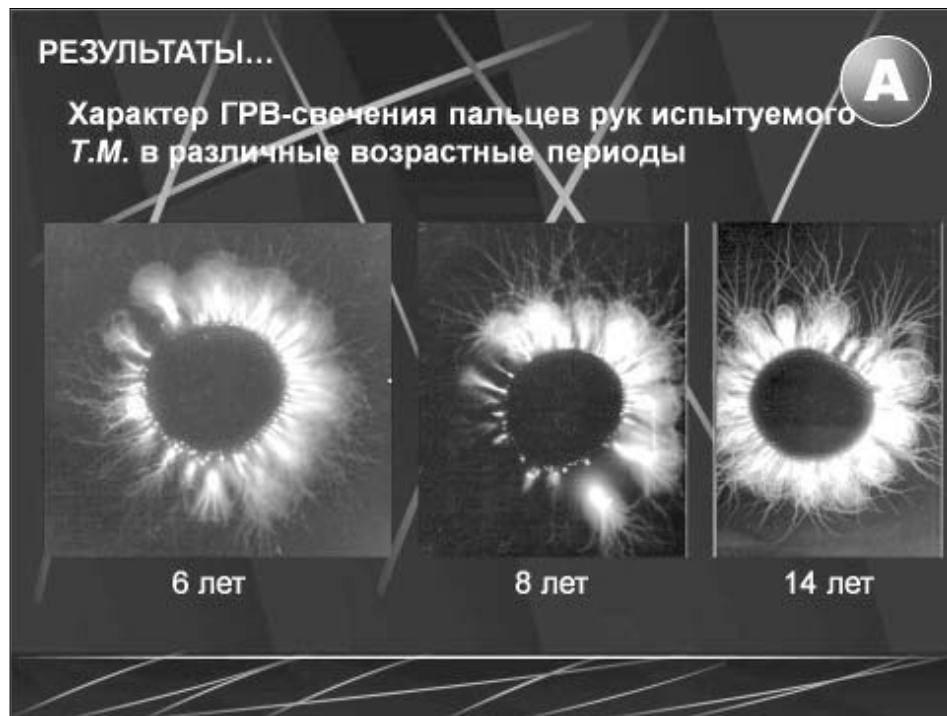 РЕЗУЛЬТАТЫ...
А
Характер ГРВ-свечения пальцев рук испытуемого
Т.М. в различные возрастные периоды
6 лет
8 лет
14 лет